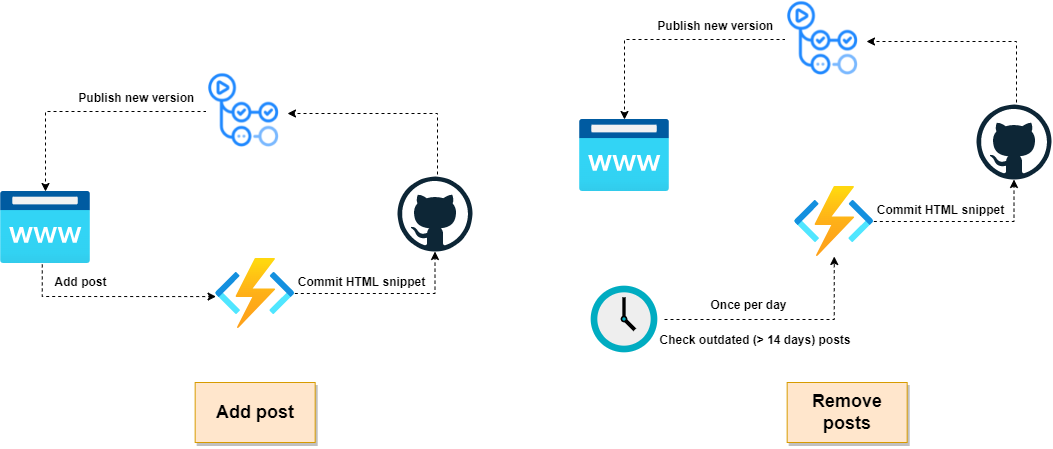 Publish new version
WWW
Add post
Commit HTML snippet
Add post
Publish new version
WWW
Commit HTML snippet
Once per day
Check outdated (> 14 days) posts
Remove
posts